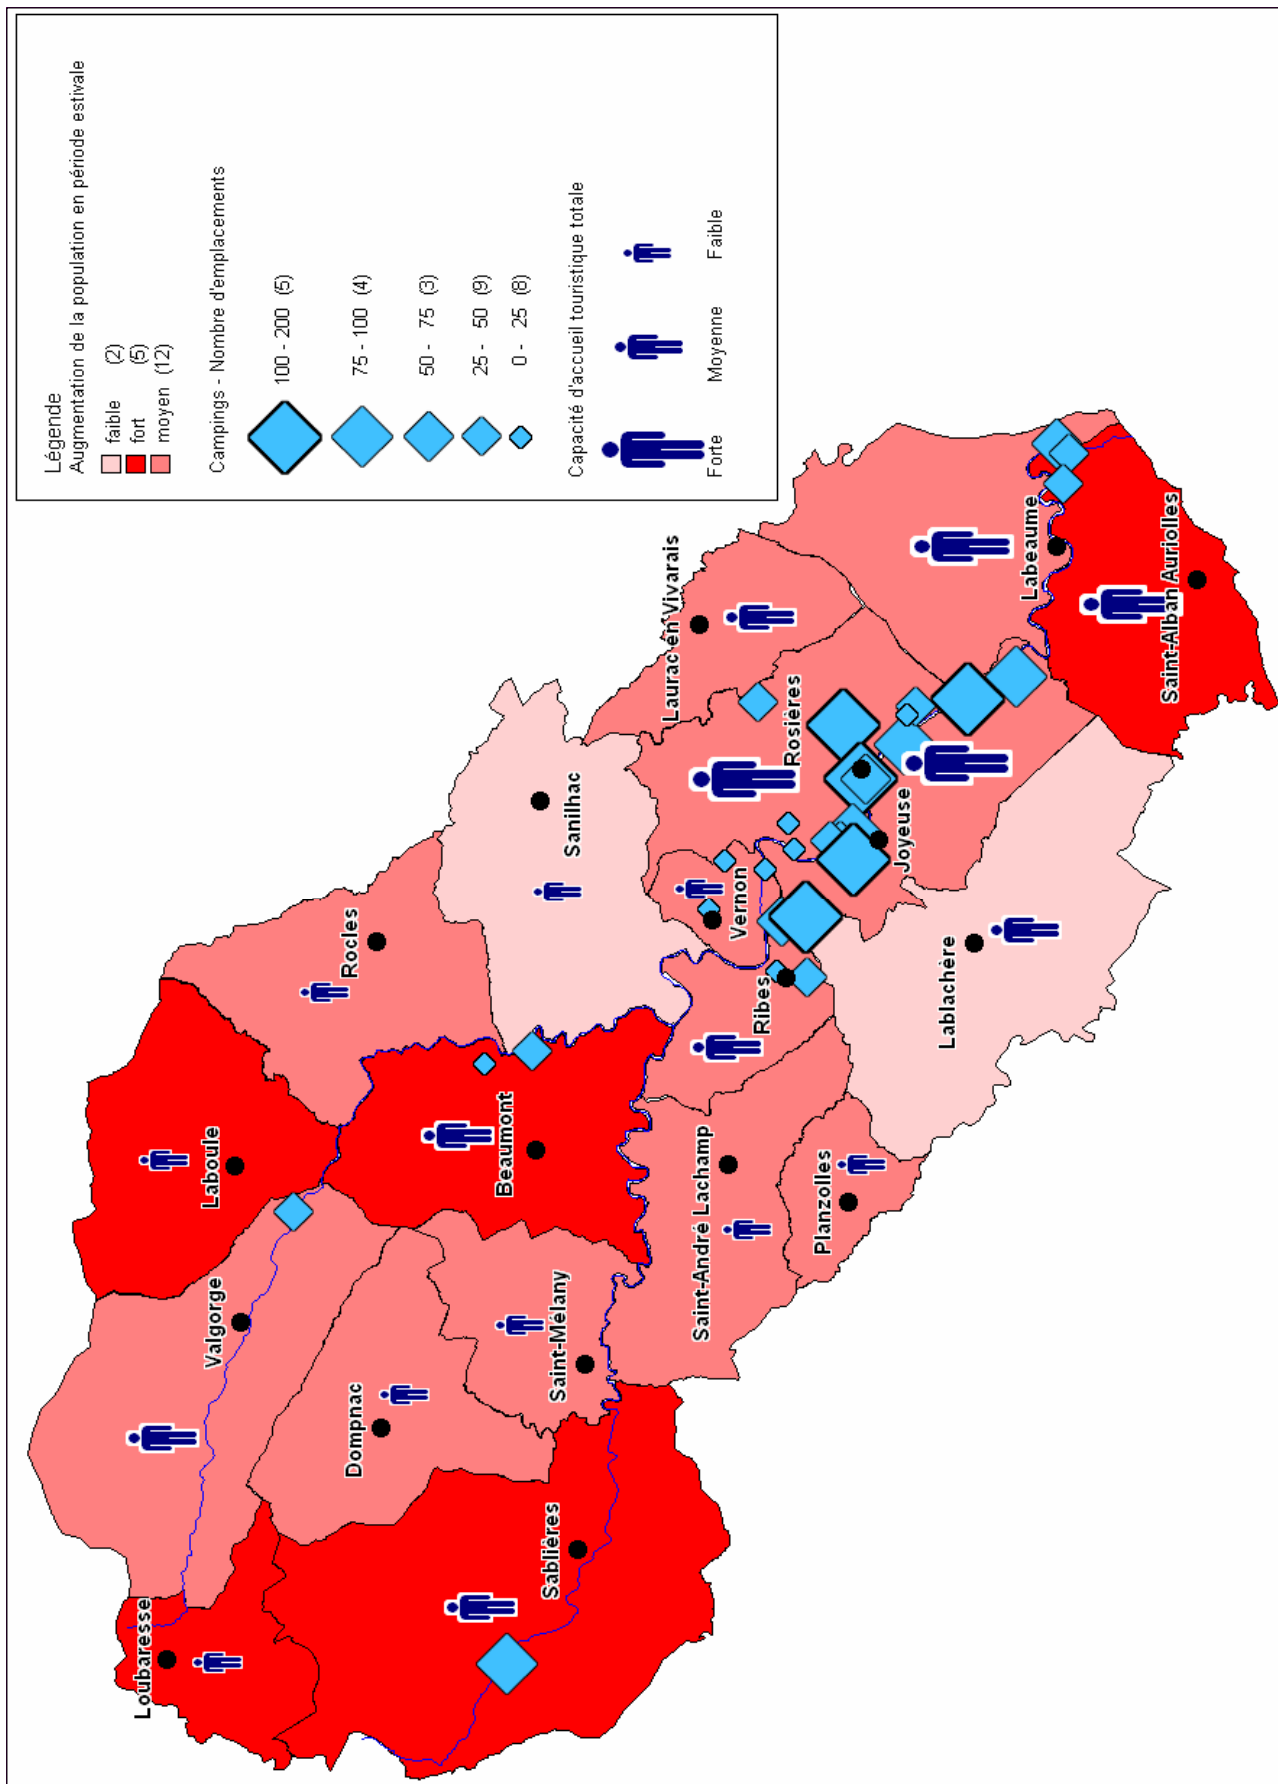 Légende
Augmentation de la population en période estivale
faible (2)
fort (5)
moyen (12)
Campings - Nombre d'emplacements
100 - 200 (5)
75 - 100 (4)
50 - 75 (3)
25 - 50 (9)
0 - 25 (8)
Capacité d'accueil touristique totale
Forte
Moyenne
Faible
Loubaresse
Valgorge
Laboule
Rocles
Dompnac
Sablières
Saint-Mélany
Beaumont
Sanilhac
Saint-André Lachamp
Planzolles
Ribes
Vernon
Laurac en Vivarais
Rosières
Joyeuse
Lablachère
Labeaume
Saint-Alban Auriolles